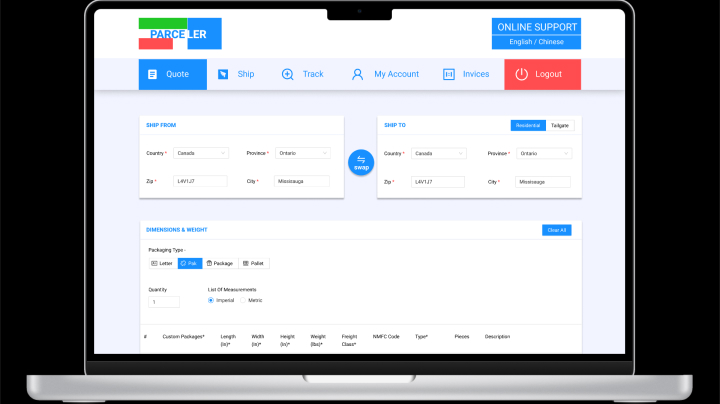 PARCELER
ONLINE SUPPORT
English / Chinese
Quote Ship Track My Account Invices Logout
SHIP FROM
Country * Canada Province * Ontario
Zip * L4V1J7 City * Missisauga
swap
SHIP TO Residential Tailgate
Country * Canada Province * Ontario
Zip * L4V1J7 City * Missisauga
DIMENSIONS & WEIGHT Clear All
Packaging Type -
Letter Pak Package Pallet
Quantity List Of Measurements
1 Imperial Metric
# Custom Packages* Length Width Height Weight Freight NMFC Code Type* Pieces Description
(in)* (in)* (in)* (lbs)* Class*